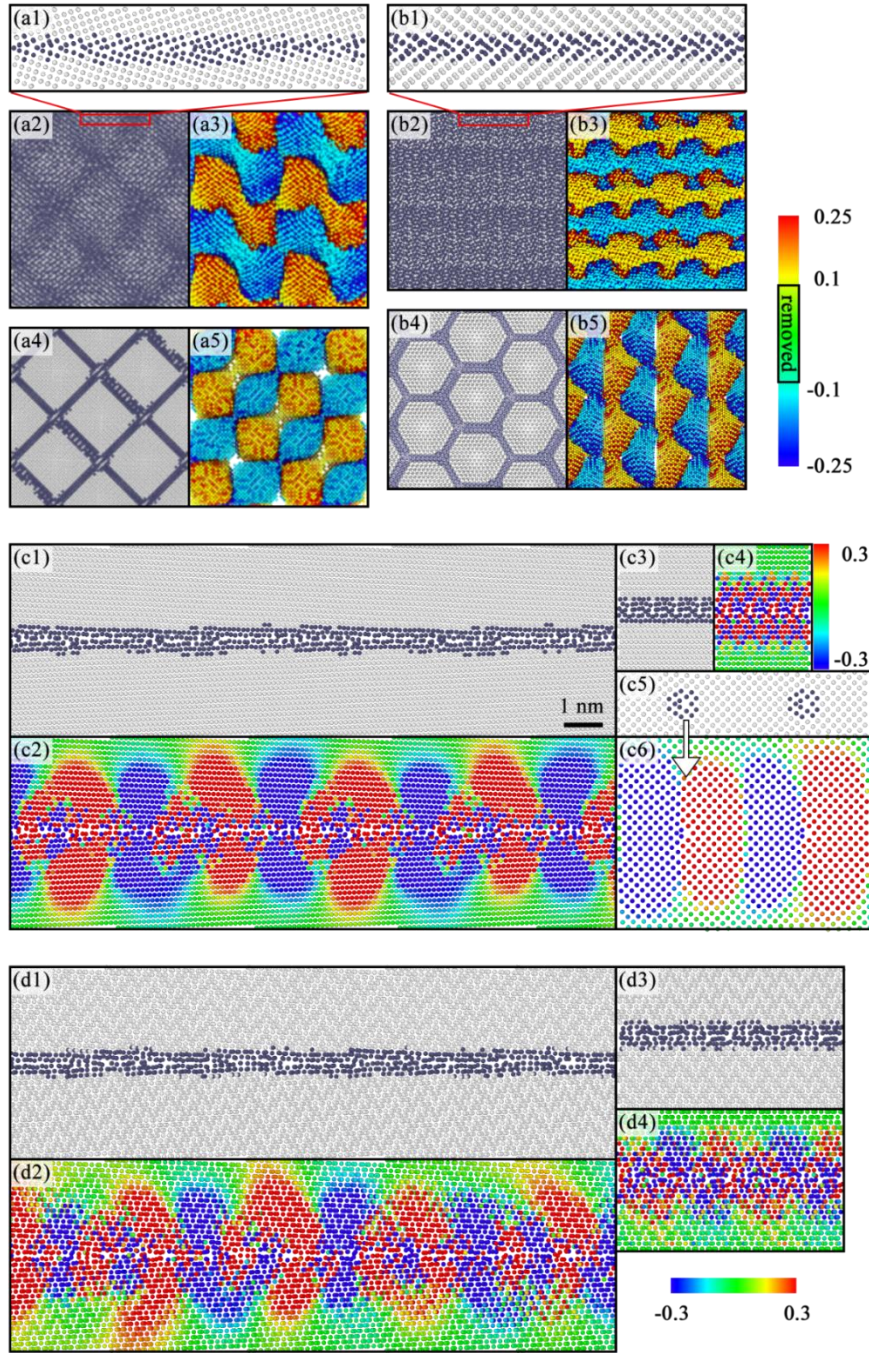 (a1)
(b1)
(a2)
(a3)
(b2)
(b3)
0.25
0.1
removed
-0.1
-0.25
(a4)
(a5)
(b4)
(b5)
(c1)
(c3)
(c4)
0.3
-0.3
(c5)
1 nm
(c2)
(c6)
(d1)
(d3)
(d4)
(d2)
-0.3
0.3